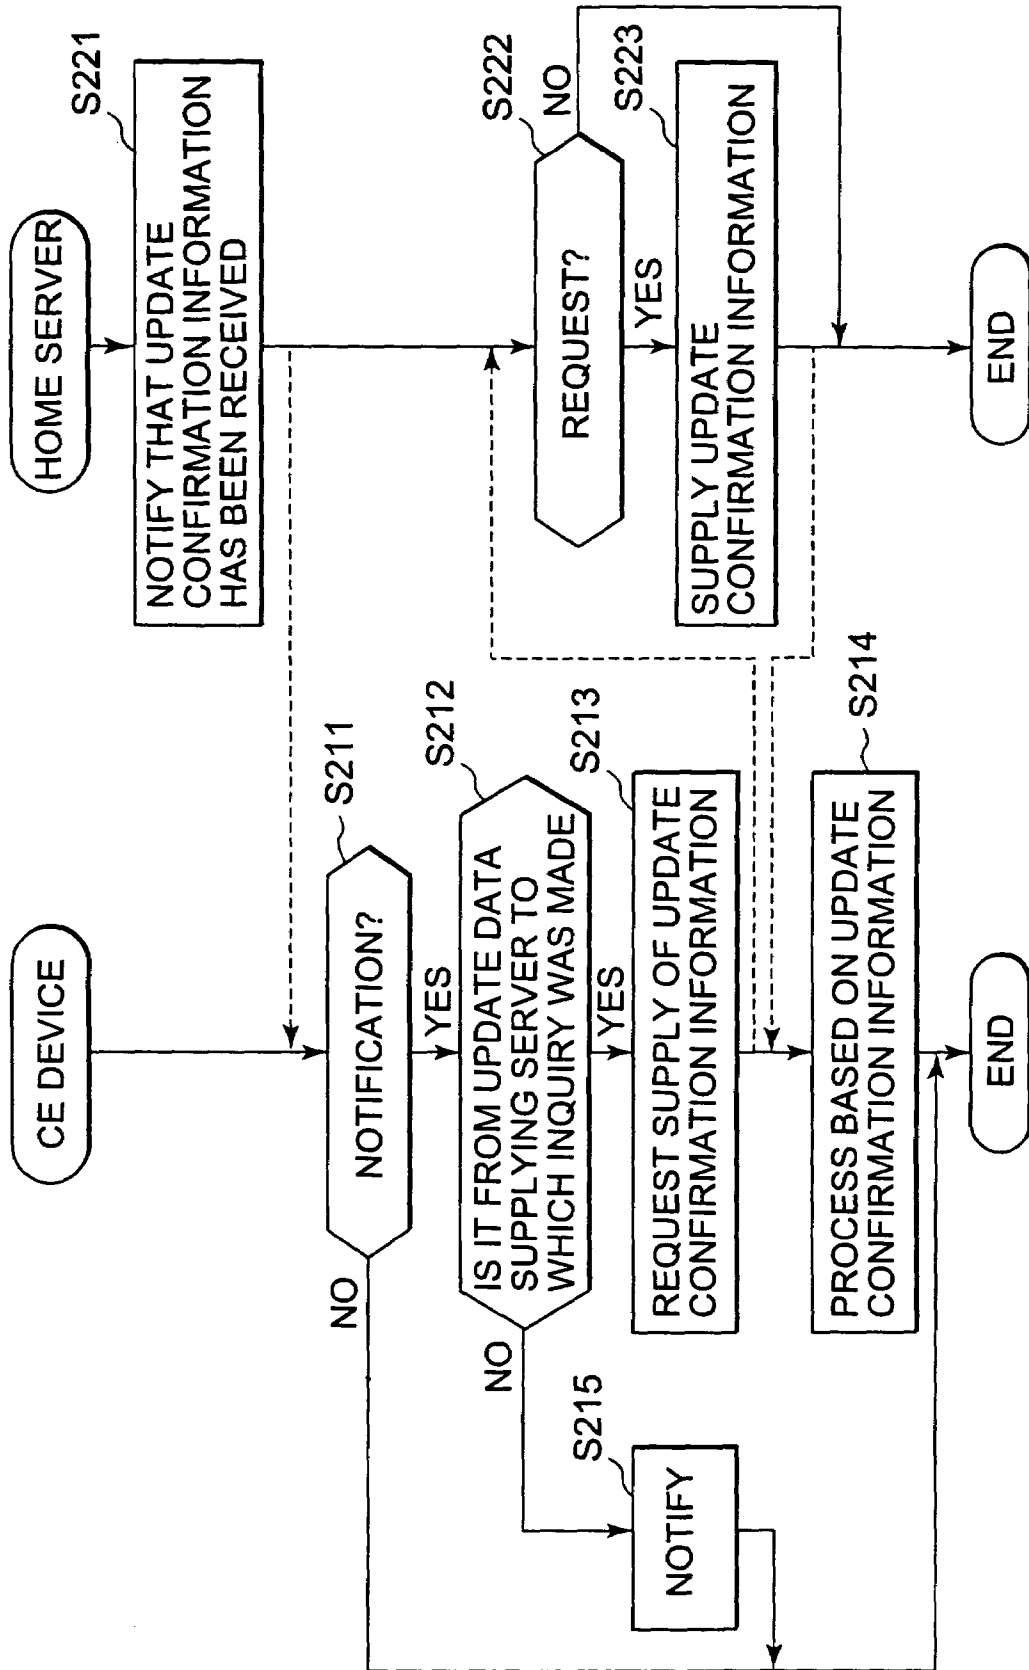 CE DEVICE
S211
NOTIFICATION?
NO
YES
S212
IS IT FROM UPDATE DATA
SUPPLYING SERVER TO
WHICH INQUIRY WAS MADE
NO
YES
S215
NOTIFY
S213
REQUEST SUPPLY OF UPDATE
CONFIRMATION INFORMATION
S214
PROCESS BASED ON UPDATE
CONFIRMATION INFORMATION
END
HOME SERVER
S221
NOTIFY THAT UPDATE
CONFIRMATION INFORMATION
HAS BEEN RECEIVED
S222
REQUEST?
NO
YES
S223
SUPPLY UPDATE
CONFIRMATION INFORMATION
END